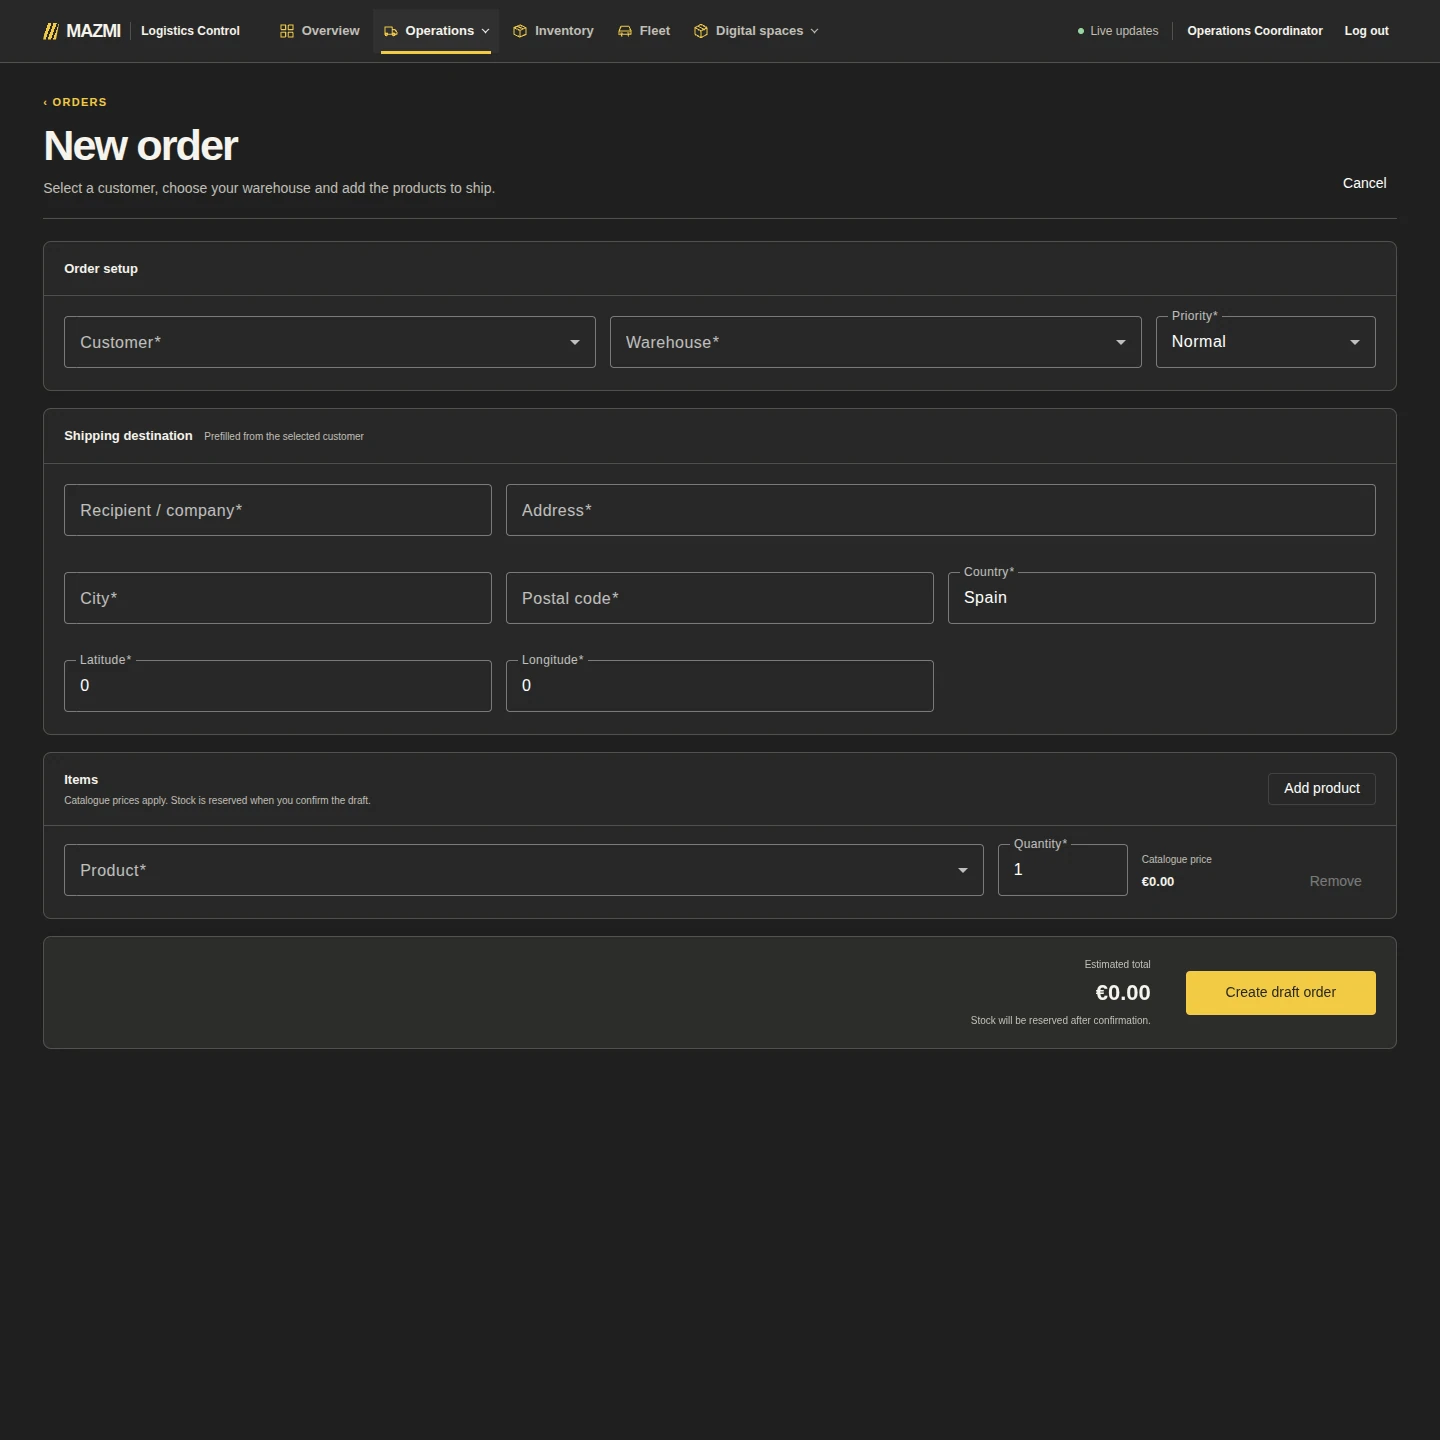 MAZMI Logistics Control Overview Operations Inventory Fleet Digital spaces Live updates Operations Coordinator Log out
‹ ORDERS
New order
Select a customer, choose your warehouse and add the products to ship.
Cancel
Order setup
Customer*
Warehouse*
Priority*
Normal
Shipping destination Prefilled from the selected customer
Recipient / company*
Address*
City*
Postal code*
Country*
Spain
Latitude*
0
Longitude*
0
Items
Catalogue prices apply. Stock is reserved when you confirm the draft.
Add product
Product*
Quantity*
1
Catalogue price
€0.00
Remove
Estimated total
€0.00
Stock will be reserved after confirmation.
Create draft order